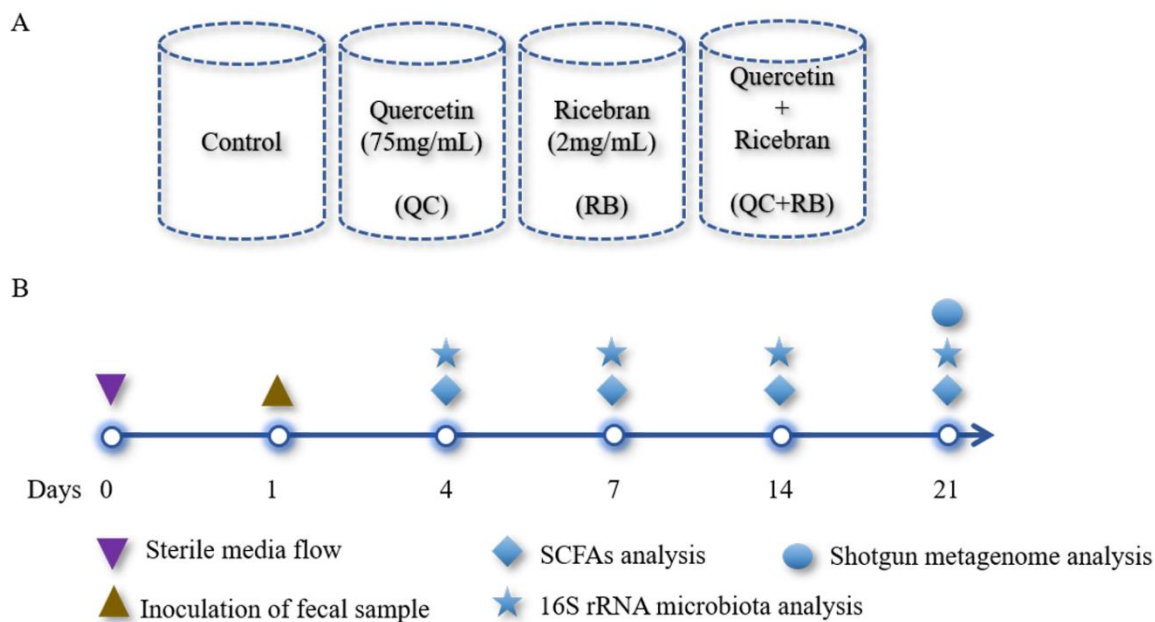 A
Control
Quercetin
(75mg/mL)
(QC)
Ricebran
(2mg/mL)
(RB)
Quercetin
+
Ricebran
(QC+RB)
B
Days 0 1 4 7 14 21
Sterile media flow
SCFAs analysis
Shotgun metagenome analysis
Inoculation of fecal sample
16S rRNA microbiota analysis